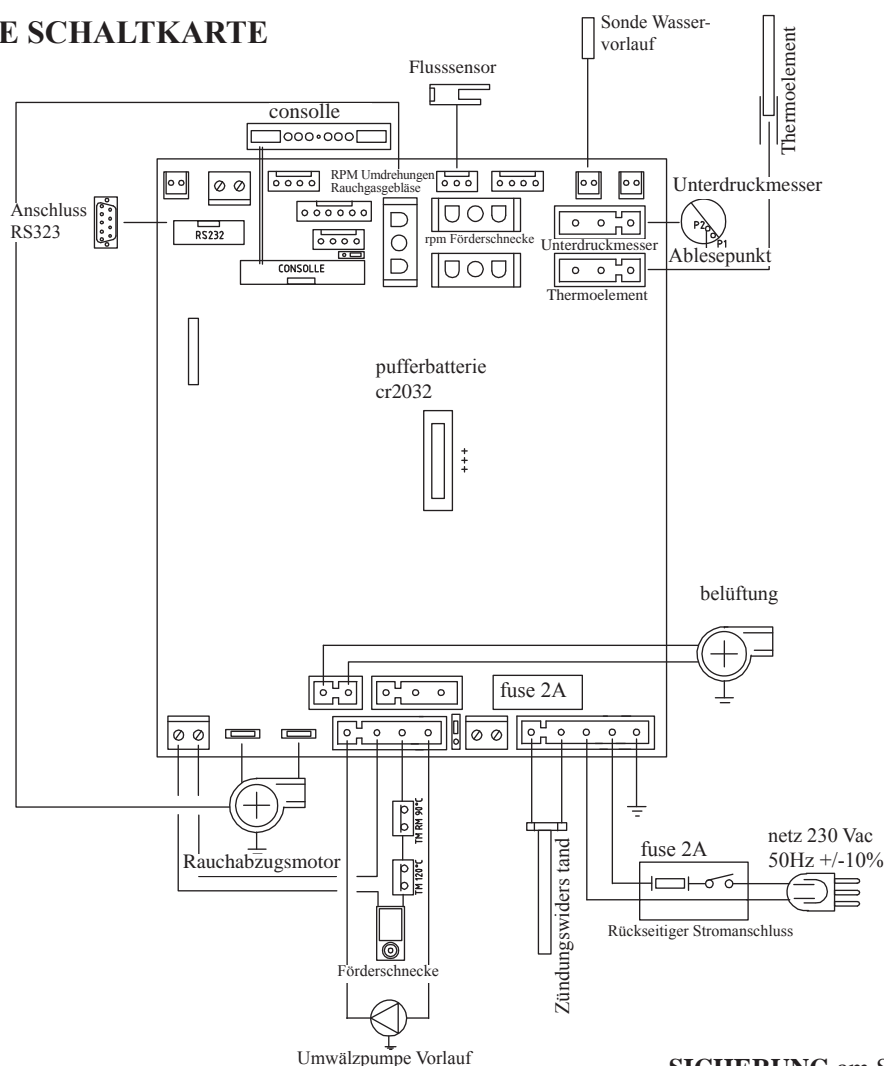 E SCHALTKARTE
Sonde Wasser-
vorlauf
Flusssensor
Thermoelement
consolle
RPM Umdrehungen
Rauchgasgebläse
Unterdruckmesser
Anschluss
RS323
RS232
rpm Förderschnecke
Unterdruckmesser
P2
P1
Ablesepunkt
CONSOLLE
Thermoelement
pufferbatterie
cr2032
+++
belüftung
fuse 2A
TM RM 90°C
Rauchabzugsmotor
TM 120°C
Zündungswiders tand
fuse 2A
netz 230 Vac
50Hz +/-10%
Rückseitiger Stromanschluss
Förderschnecke
Umwälzpumpe Vorlauf